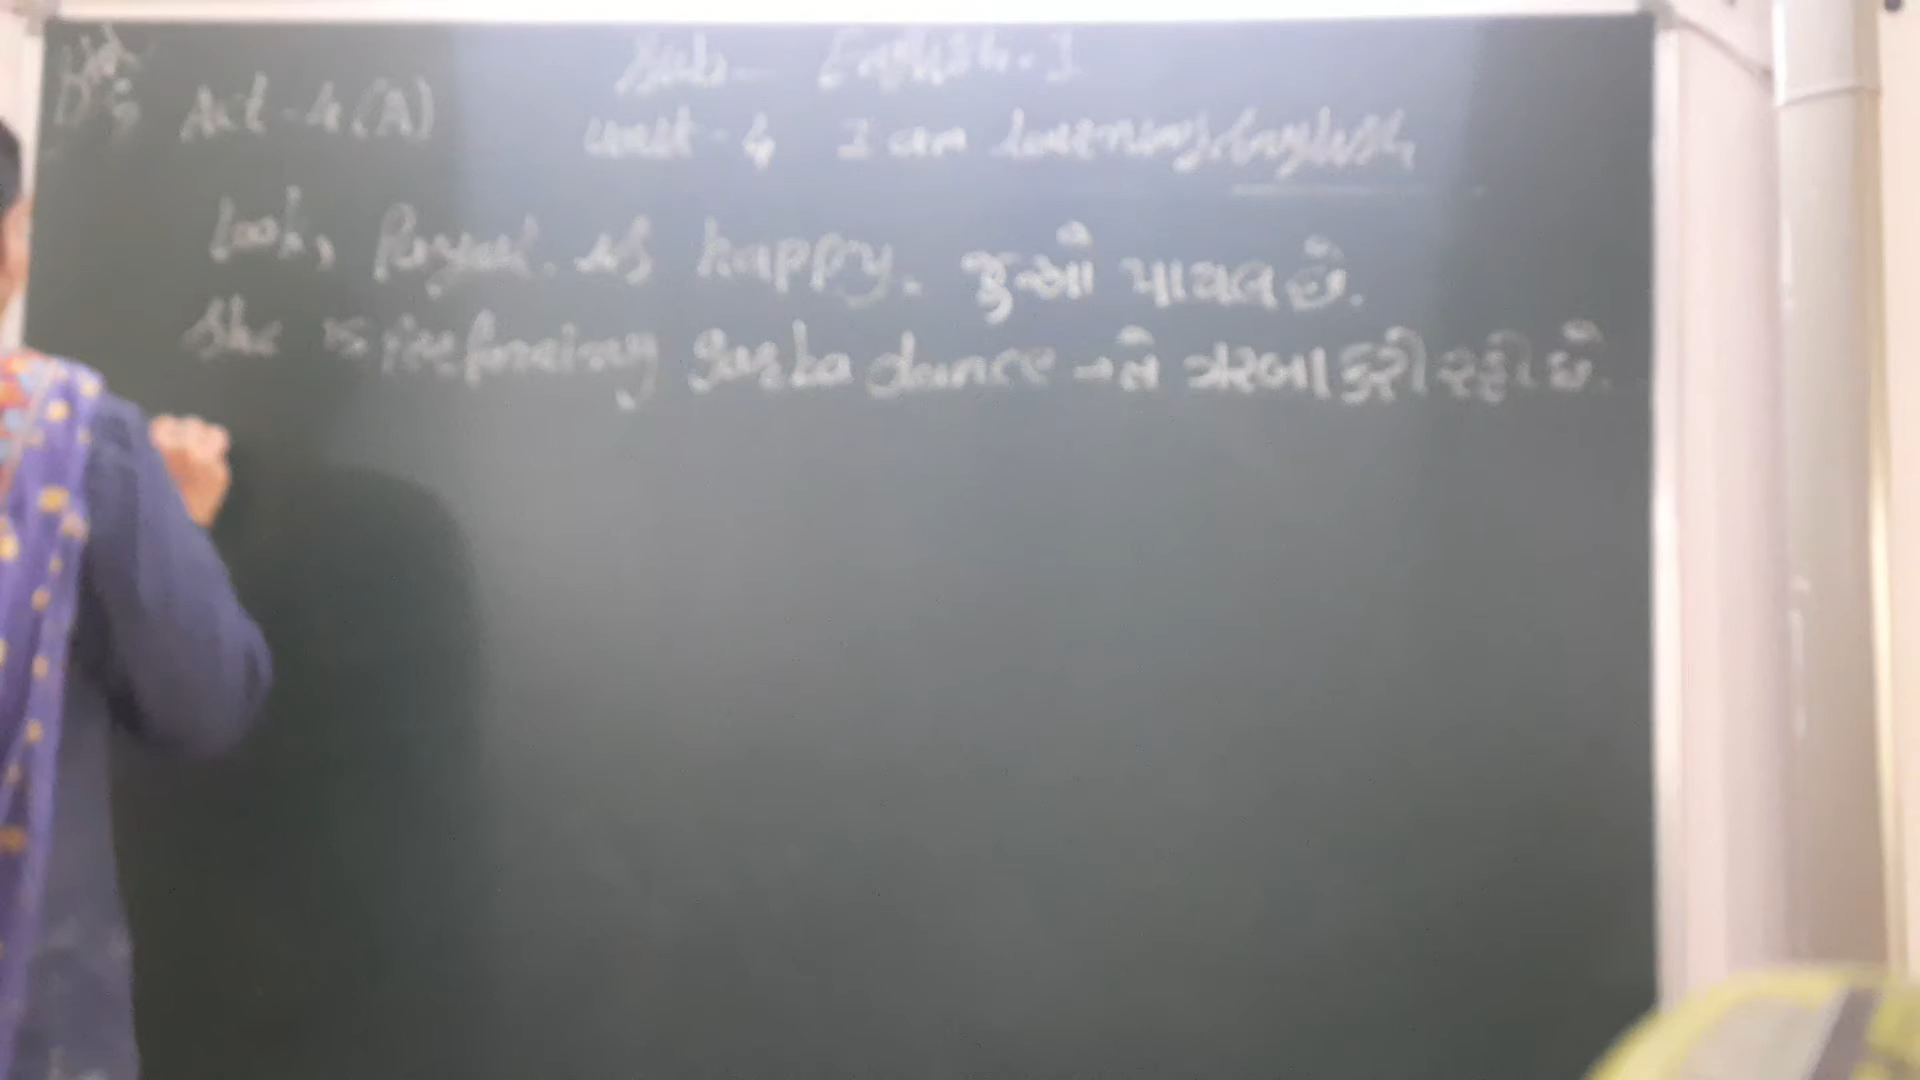 Sub - English. I
Act - 4 (A) Unit - 4 I am learning English
Look, Payal is happy. જુઓ પાયલ છે.
She is performing garba dance - તે ગરબા કરી રહી છે.